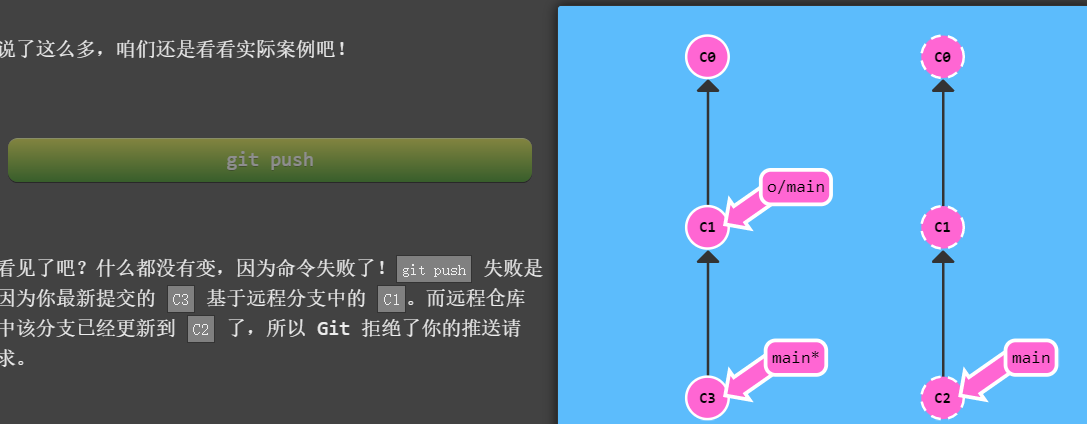 说了这么多，咱们还是看看实际案例吧！
git push
看见了吧？什么都没有变，因为命令失败了！git push 失败是
因为你最新提交的 C3 基于远程分支中的 C1。而远程仓库
中该分支已经更新到 C2 了，所以 Git 拒绝了你的推送请
求。
C0
C0
o/main
C1
C1
main*
main
C3
C2